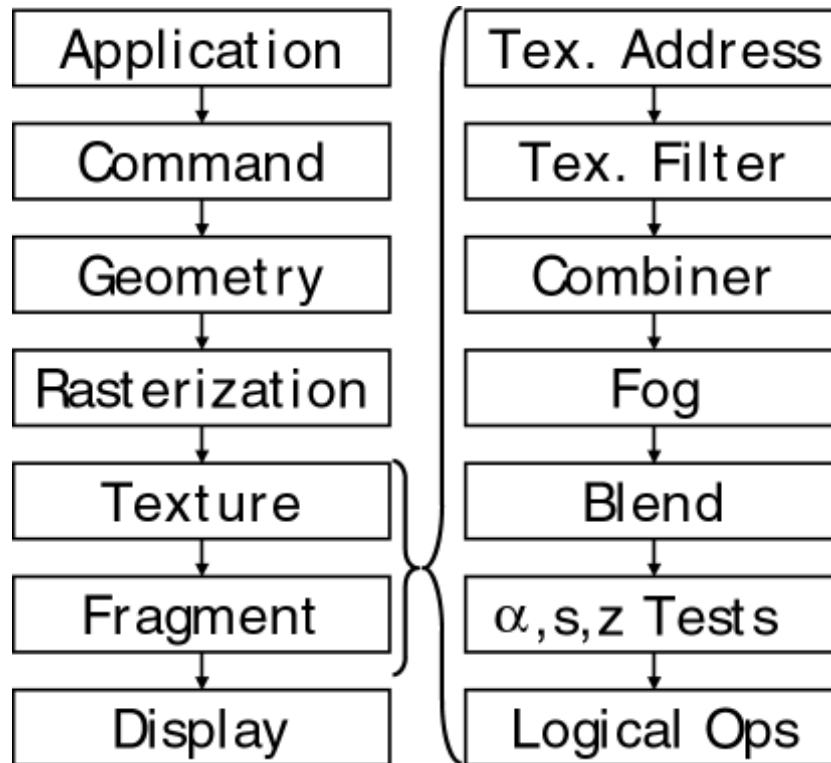 Application
Command
Geometry
Rasterization
Texture
Fragment
Display
Tex. Address
Tex. Filter
Combiner
Fog
Blend
α,s,z Tests
Logical Ops